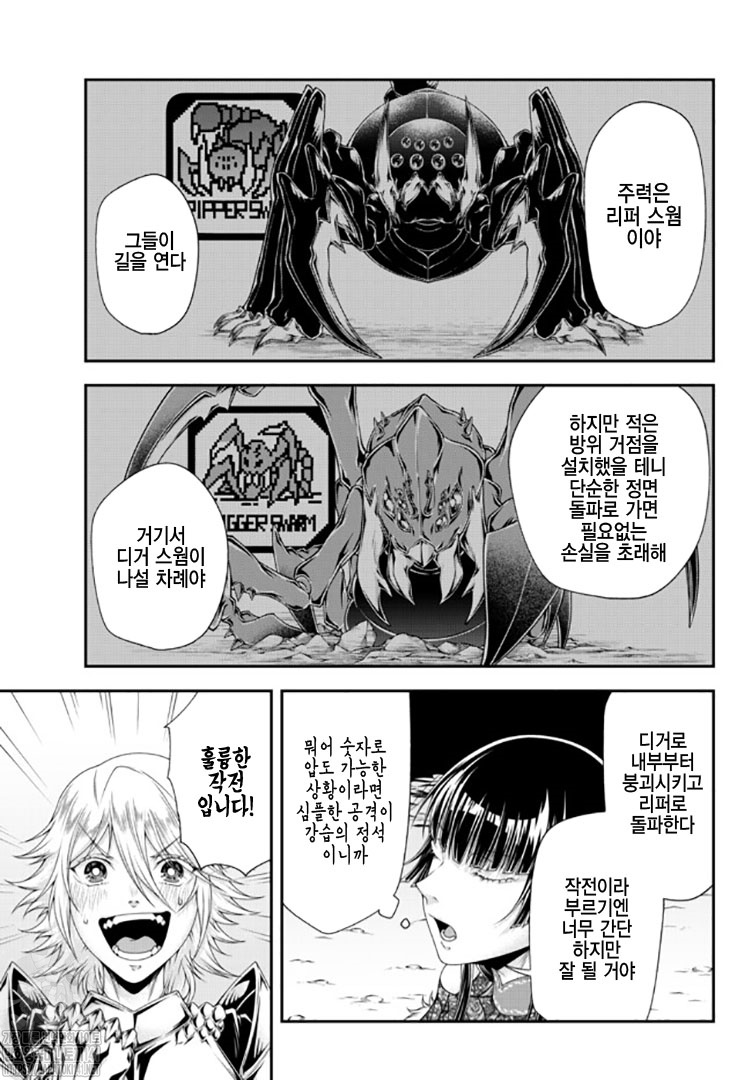 주력은
리퍼 스웜
이야
RIPPER SWARM
그들이
길을 연다
하지만 적은
방위 거점을
설치했을 테니
단순한 정면
돌파로 가면
필요없는
손실을 초래해
DIGGER SWARM
거기서
디거 스웜이
나설 차례야
디거로
내부부터
붕괴시키고
리퍼로
돌파한다
작전이라
부르기엔
너무 간단
하지만
잘 될 거야
뭐어 숫자로
압도 가능한
상황이라면
심플한 공격이
강습의 정석
이니까
훌륭한
작전
입니다!